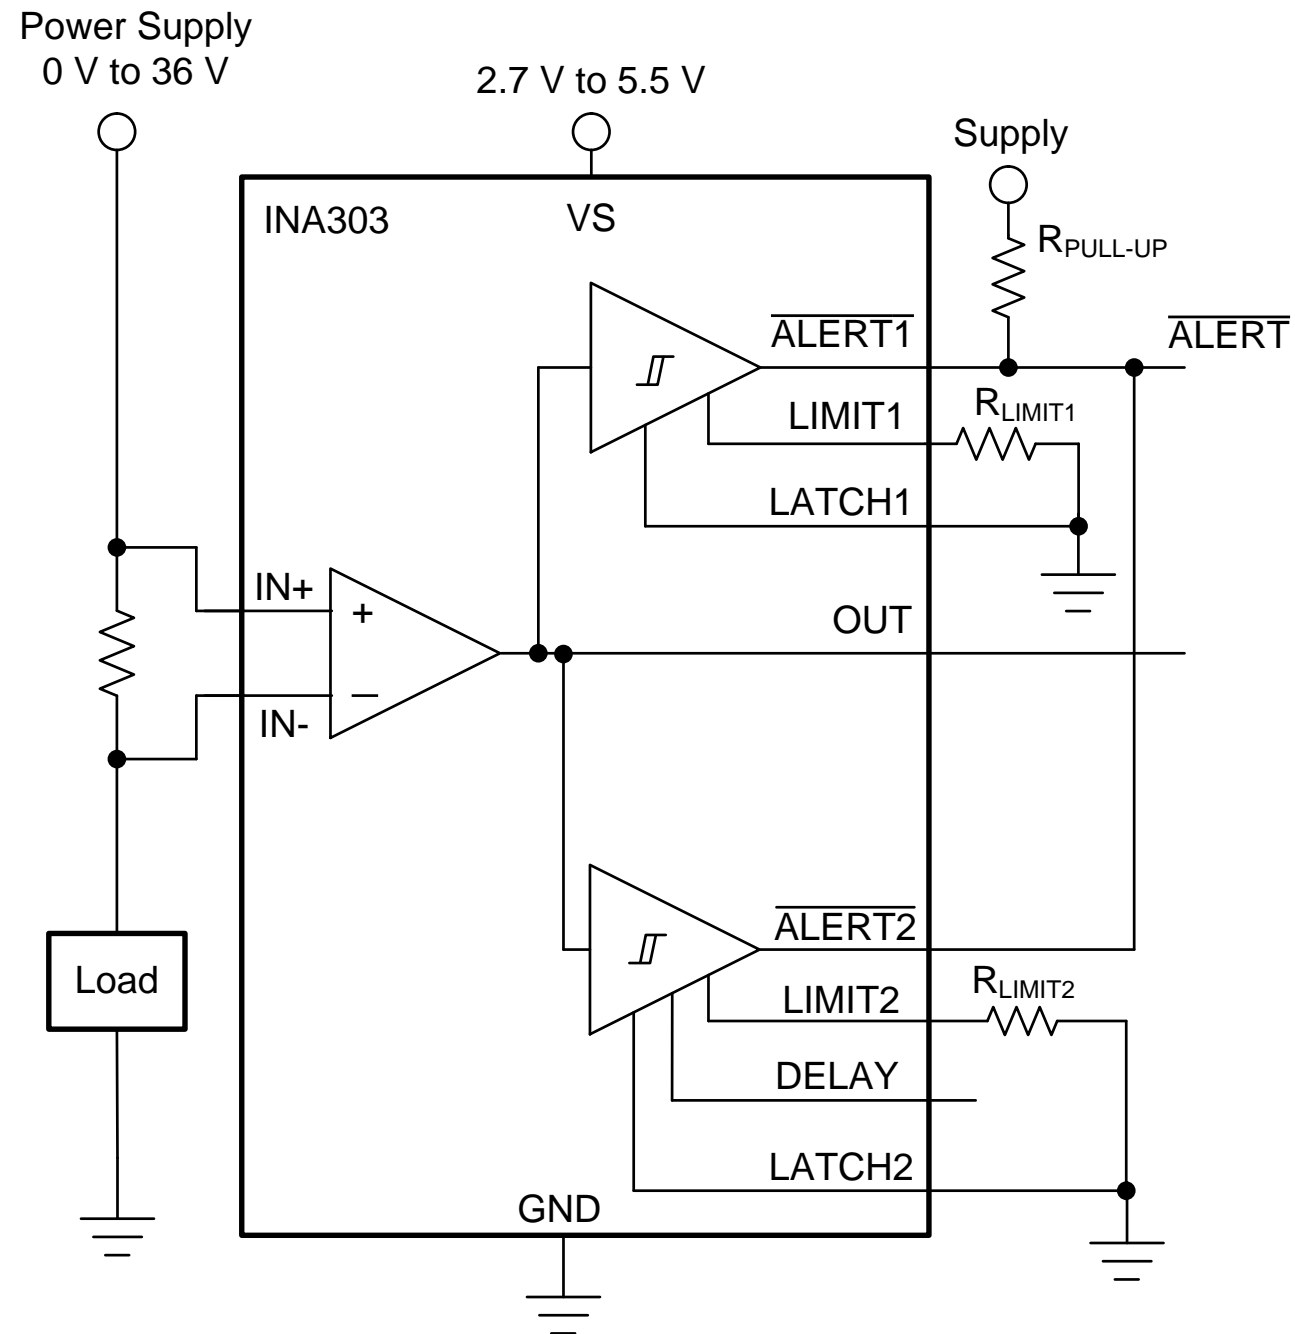 Power Supply
0 V to 36 V
2.7 V to 5.5 V
Supply
INA303
VS
RPULL-UP
ALERT1
ALERT
LIMIT1
RLIMIT1
LATCH1
IN+
+
OUT
–
IN-
ALERT2
Load
LIMIT2
RLIMIT2
DELAY
LATCH2
GND